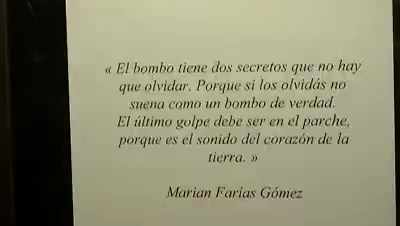 « El bombo tiene dos secretos que no hay
que olvidar. Porque si los olvidás no
suena como un bombo de verdad.
El último golpe debe ser en el parche,
porque es el sonido del corazón de la
tierra. »
Marian Farías Gómez